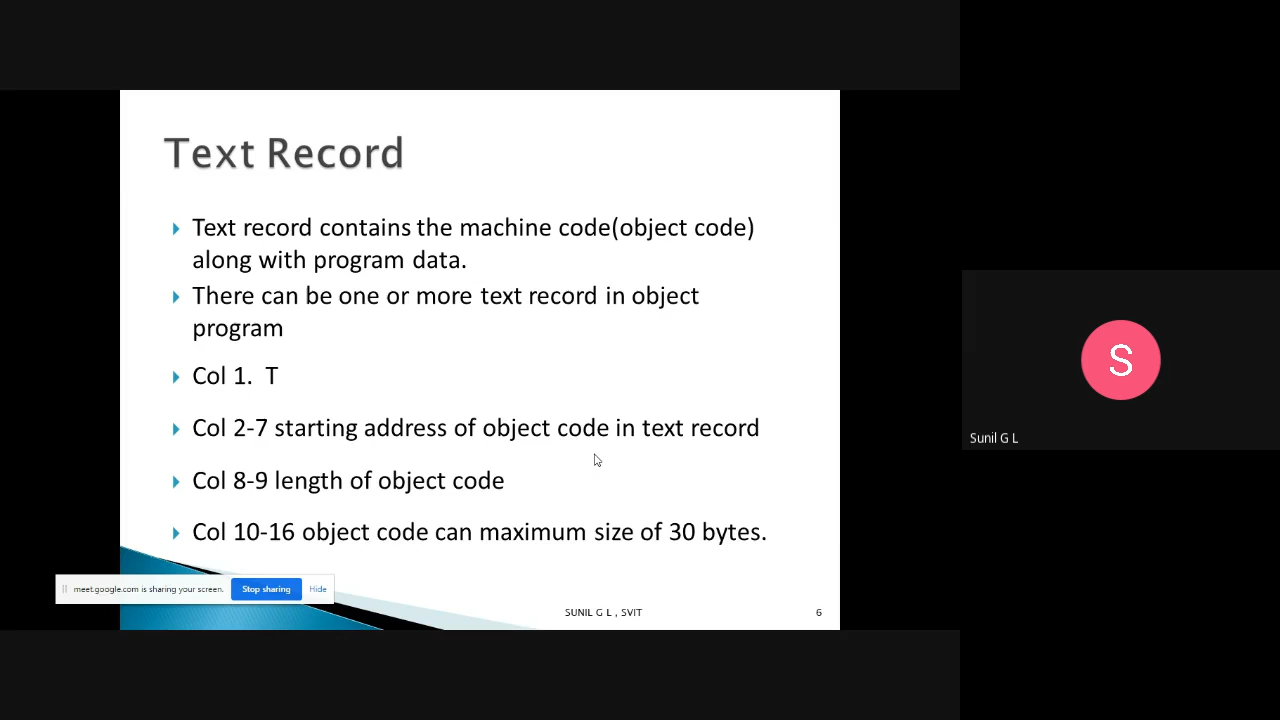 Text Record
Text record contains the machine code(object code)
along with program data.
There can be one or more text record in object
program
Col 1. T
Col 2-7 starting address of object code in text record
Col 8-9 length of object code
Col 10-16 object code can maximum size of 30 bytes.
meet.google.com is sharing your screen.
Stop sharing
Hide
SUNIL G L , SVIT
6
S
Sunil G L